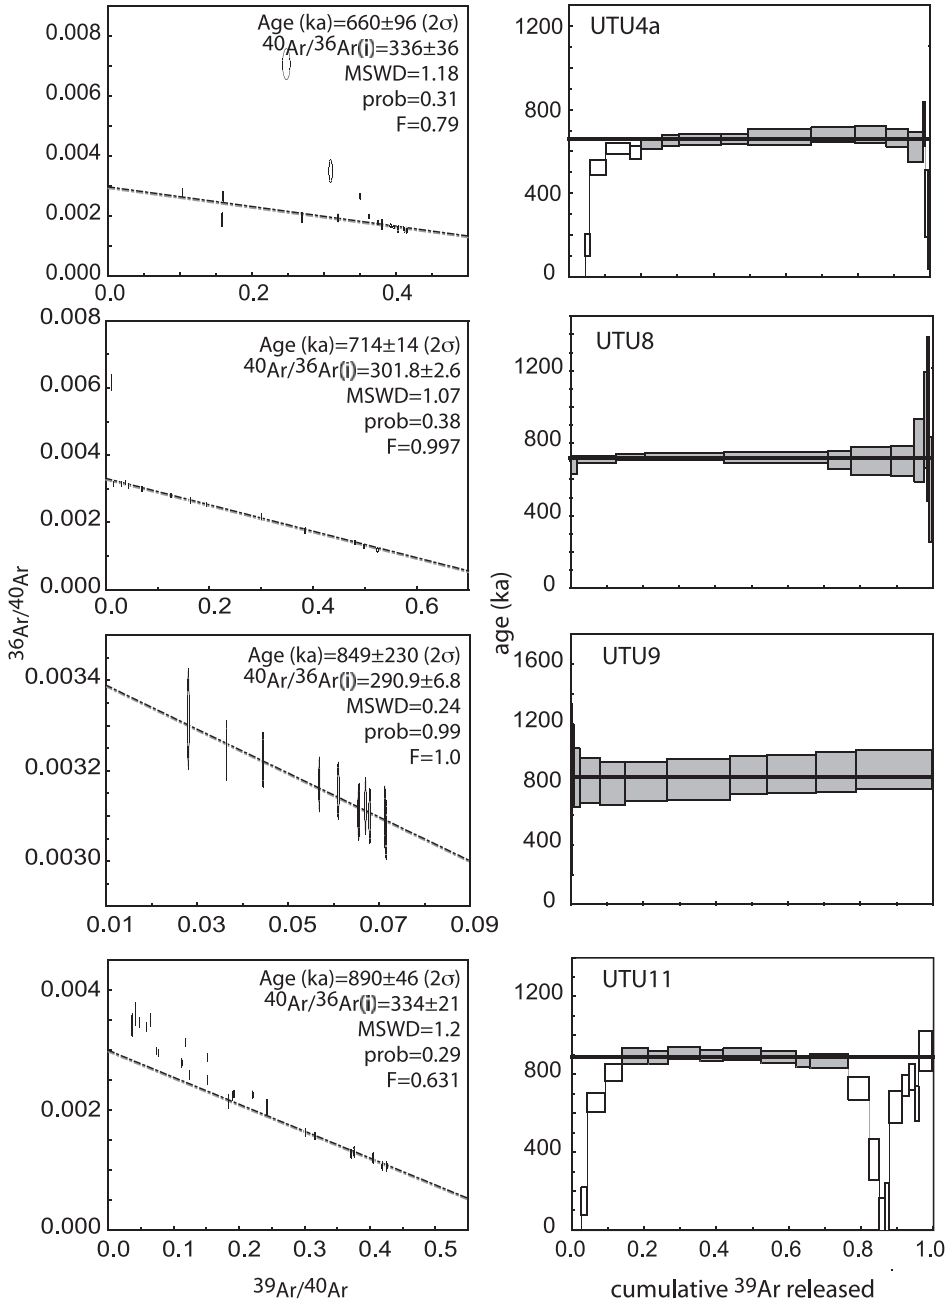 0.008
0.006
0.004
0.002
0.000
0.0
0.2
0.4
Age (ka)=660±96 (2σ)
40Ar/36Ar(i)=336±36
MSWD=1.18
prob=0.31
F=0.79
1200
800
400
0
UTU4a
0.008
0.006
0.004
0.002
0.000
0.0
0.2
0.4
0.6
Age (ka)=714±14 (2σ)
40Ar/36Ar(i)=301.8±2.6
MSWD=1.07
prob=0.38
F=0.997
1200
800
400
0
UTU8
36Ar/40Ar
age (ka)
0.0034
0.0032
0.0030
0.01
0.03
0.05
0.07
0.09
Age (ka)=849±230 (2σ)
40Ar/36Ar(i)=290.9±6.8
MSWD=0.24
prob=0.99
F=1.0
1600
1200
800
400
0
UTU9
0.004
0.002
0.000
0.0
0.1
0.2
0.3
0.4
0.5
Age (ka)=890±46 (2σ)
40Ar/36Ar(i)=334±21
MSWD=1.2
prob=0.29
F=0.631
39Ar/40Ar
1200
800
400
0
UTU11
0.0
0.2
0.4
0.6
0.8
1.0
cumulative 39Ar released